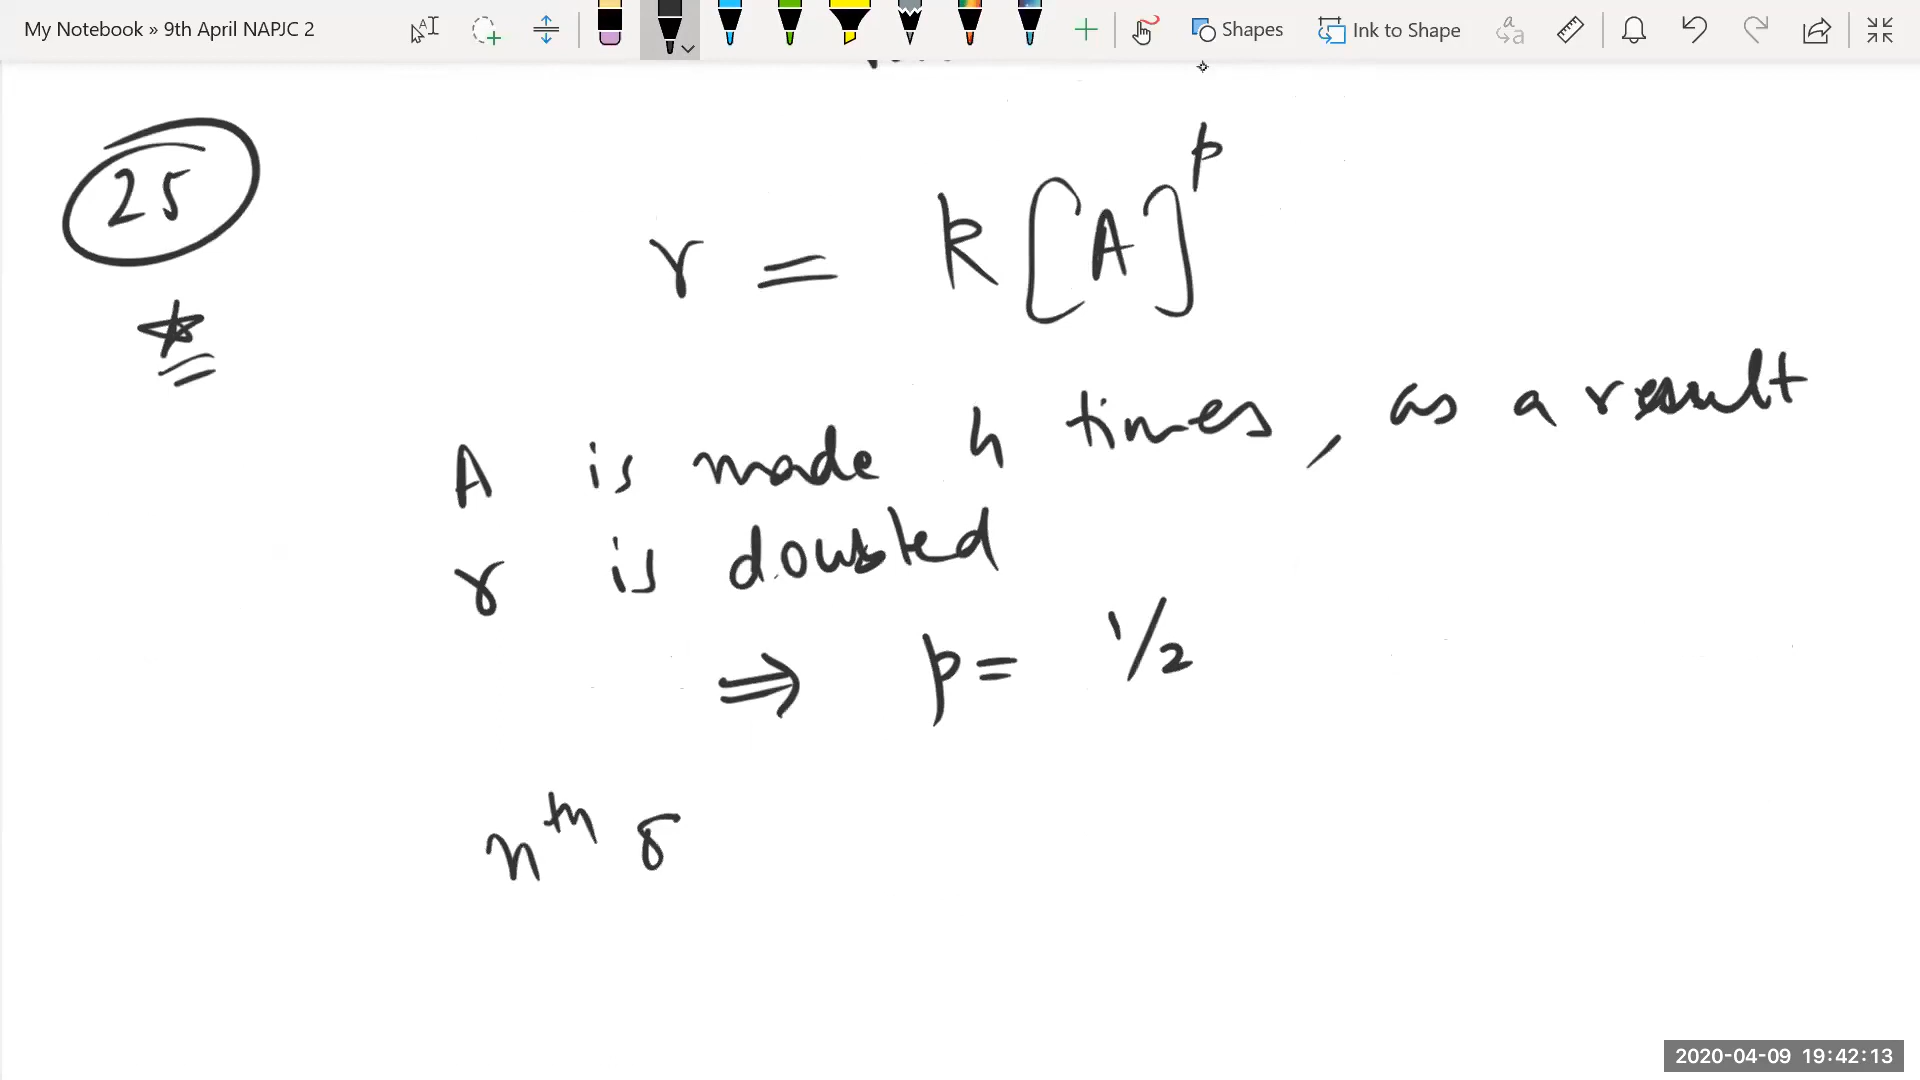 My Notebook » 9th April NAPJC 2
Shapes
Ink to Shape
25
r = k[A]^p
A is made 4 times, as a result
r is doubled
⇒ p = 1/2
nth
2020-04-09 19:42:13